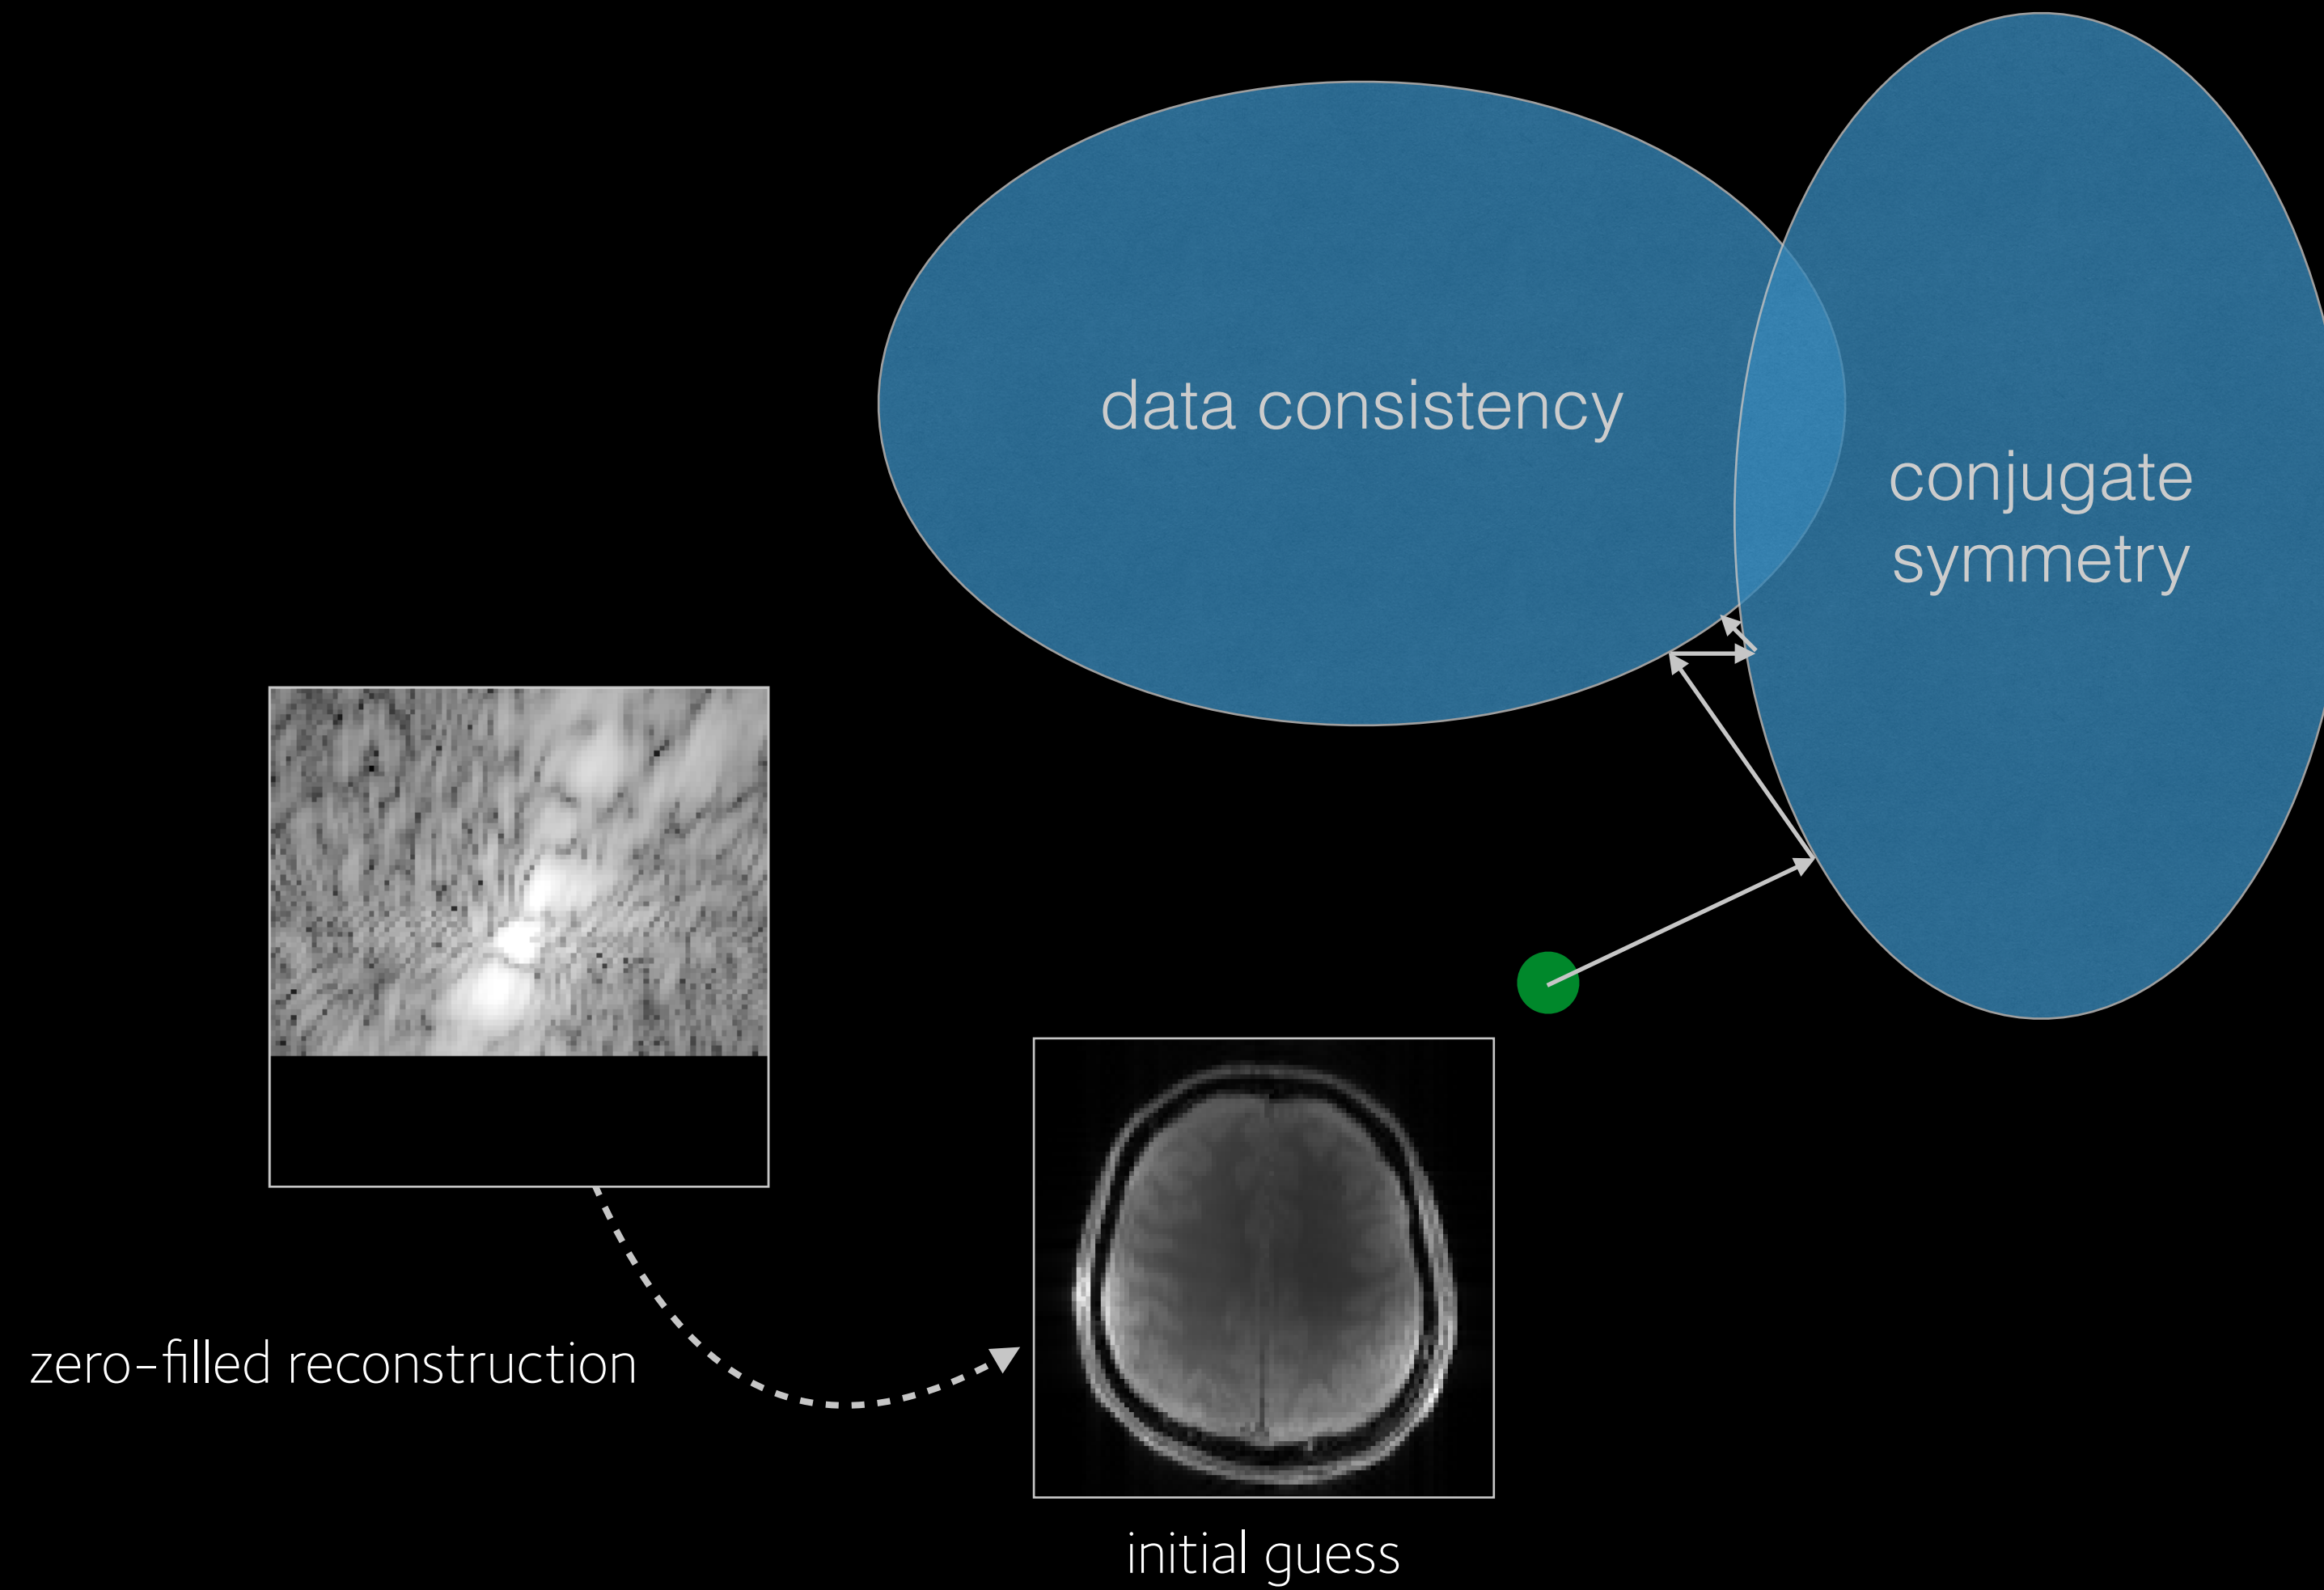 data consistency
conjugate
symmetry
zero-filled reconstruction
initial guess